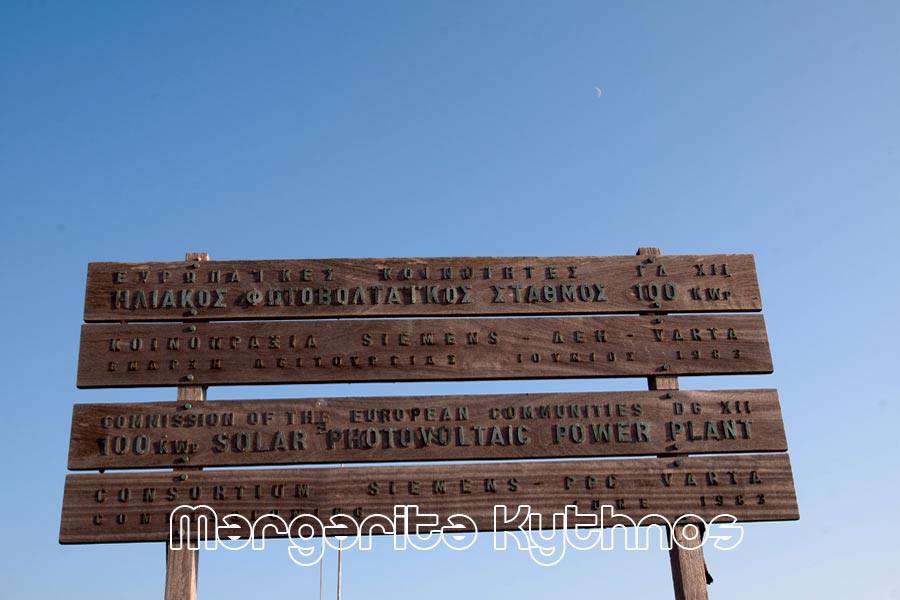 ΕΥΡΩΠΑΪΚΕΣ ΚΟΙΝΟΤΗΤΕΣ ΓΔ XII
ΗΛΙΑΚΟΣ ΦΩΤΟΒΟΛΤΑΙΚΟΣ ΣΤΑΘΜΟΣ 100 kWp
ΚΟΙΝΟΠΡΑΞΙΑ SIEMENS - ΔΕΗ - VARTA
ΕΝΑΡΞΗ ΛΕΙΤΟΥΡΓΙΑΣ ΙΟΥΝΙΟΣ 1983
COMMISSION OF THE EUROPEAN COMMUNITIES DG XII
100 kWp SOLAR PHOTOVOLTAIC POWER PLANT
CONSORTIUM SIEMENS PPC VARTA
JUNE 1983
Margarita Kythnos